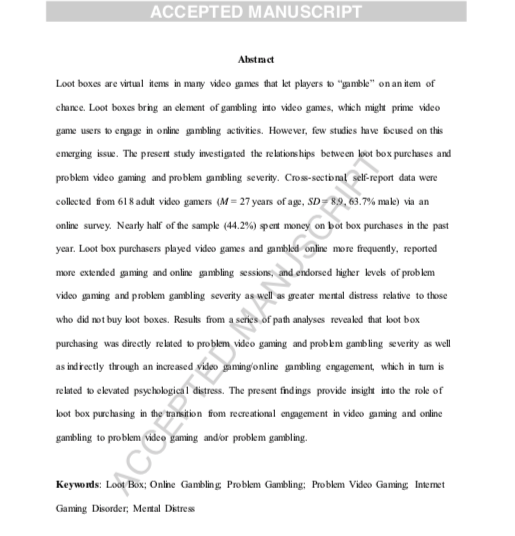 ACCEPTED MANUSCRIPT
Abstract
Loot boxes are virtual items in many video games that let players to “gamble” on an item of
chance. Loot boxes bring an element of gambling into video games, which might prime video
game users to engage in online gambling activities. However, few studies have focused on this
emerging issue. The present study investigated the relationships between loot box purchases and
problem video gaming and problem gambling severity. Cross-sectional, self-report data were
collected from 618 adult video gamers (M = 27 years of age, SD = 8.9, 63.7% male) via an
online survey. Nearly half of the sample (44.2%) spent money on loot box purchases in the past
year. Loot box purchasers played video games and gambled online more frequently, reported
more extended gaming and online gambling sessions, and endorsed higher levels of problem
video gaming and problem gambling severity as well as greater mental distress relative to those
who did not buy loot boxes. Results from a series of path analyses revealed that loot box
purchasing was directly related to problem video gaming and problem gambling severity as well
as indirectly through an increased video gaming/online gambling engagement, which in turn is
related to elevated psychological distress. The present findings provide insight into the role of
loot box purchasing in the transition from recreational engagement in video gaming and online
gambling to problem video gaming and/or problem gambling.
Keywords: Loot Box; Online Gambling; Problem Gambling; Problem Video Gaming; Internet
Gaming Disorder; Mental Distress
ACCEPTED MANUSCRIPT